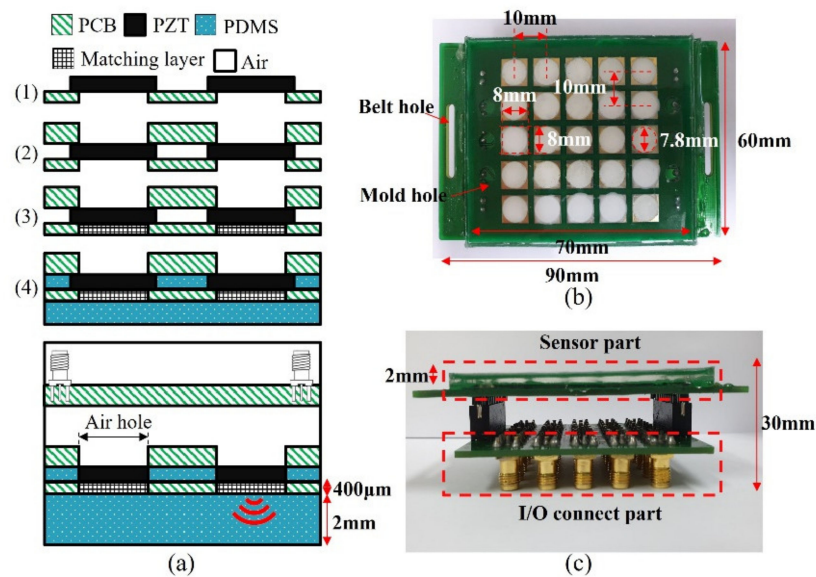 PCB PZT PDMS
Matching layer Air
(1)
(2)
(3)
(4)
Air hole
400μm
2mm
(a)
10mm
10mm
8mm
Belt hole
8mm
7.8mm
60mm
Mold hole
70mm
90mm
(b)
Sensor part
2mm
30mm
I/O connect part
(c)